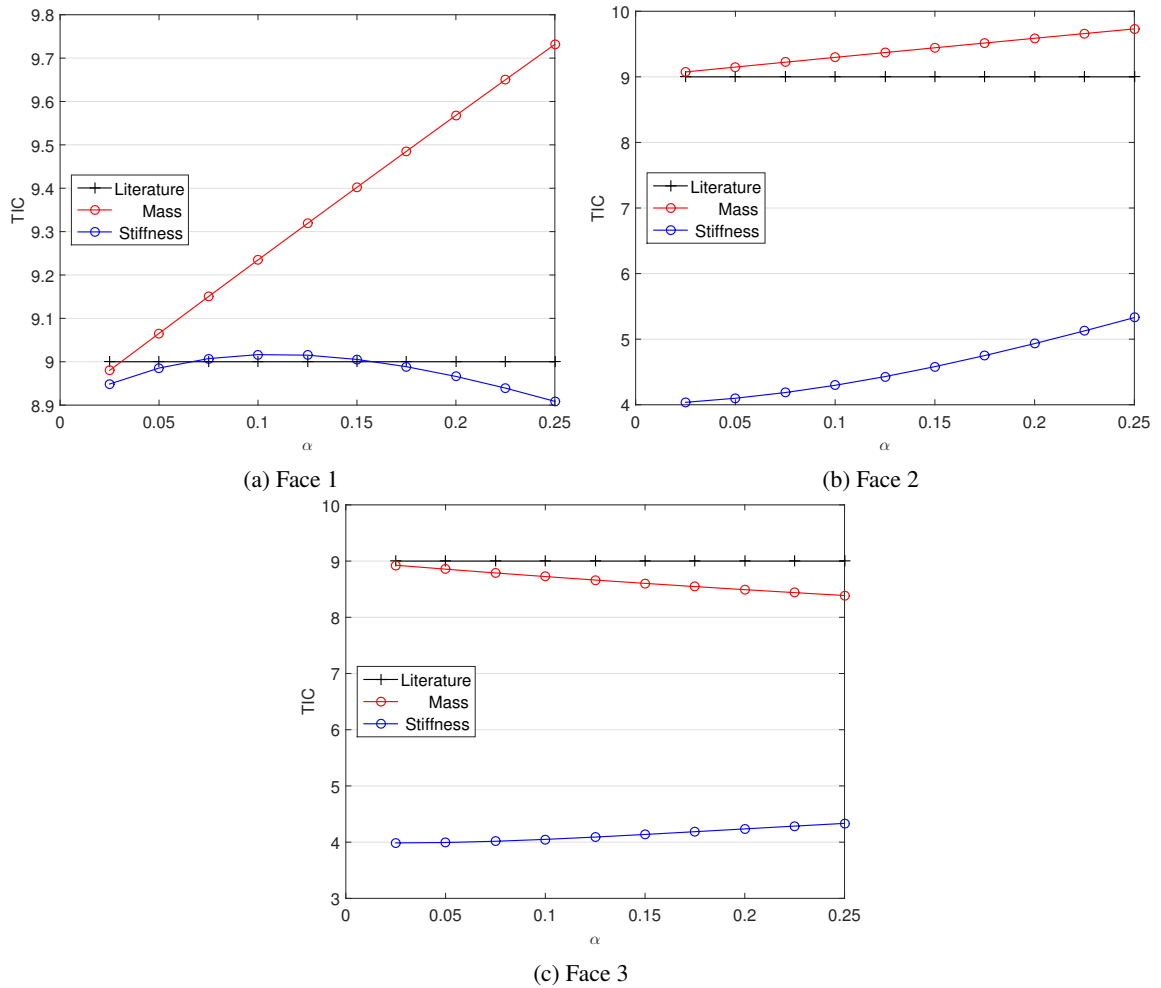 9.8
9.7
9.6
9.5
9.4
9.3
9.2
9.1
9
8.9
TIC
Literature
Mass
Stiffness
0 0.05 0.1 0.15 0.2 0.25
α
(a) Face 1
10
9
8
7
6
5
4
TIC
Literature
Mass
Stiffness
0 0.05 0.1 0.15 0.2 0.25
α
(b) Face 2
10
9
8
7
6
5
4
3
TIC
Literature
Mass
Stiffness
0 0.05 0.1 0.15 0.2 0.25
α
(c) Face 3